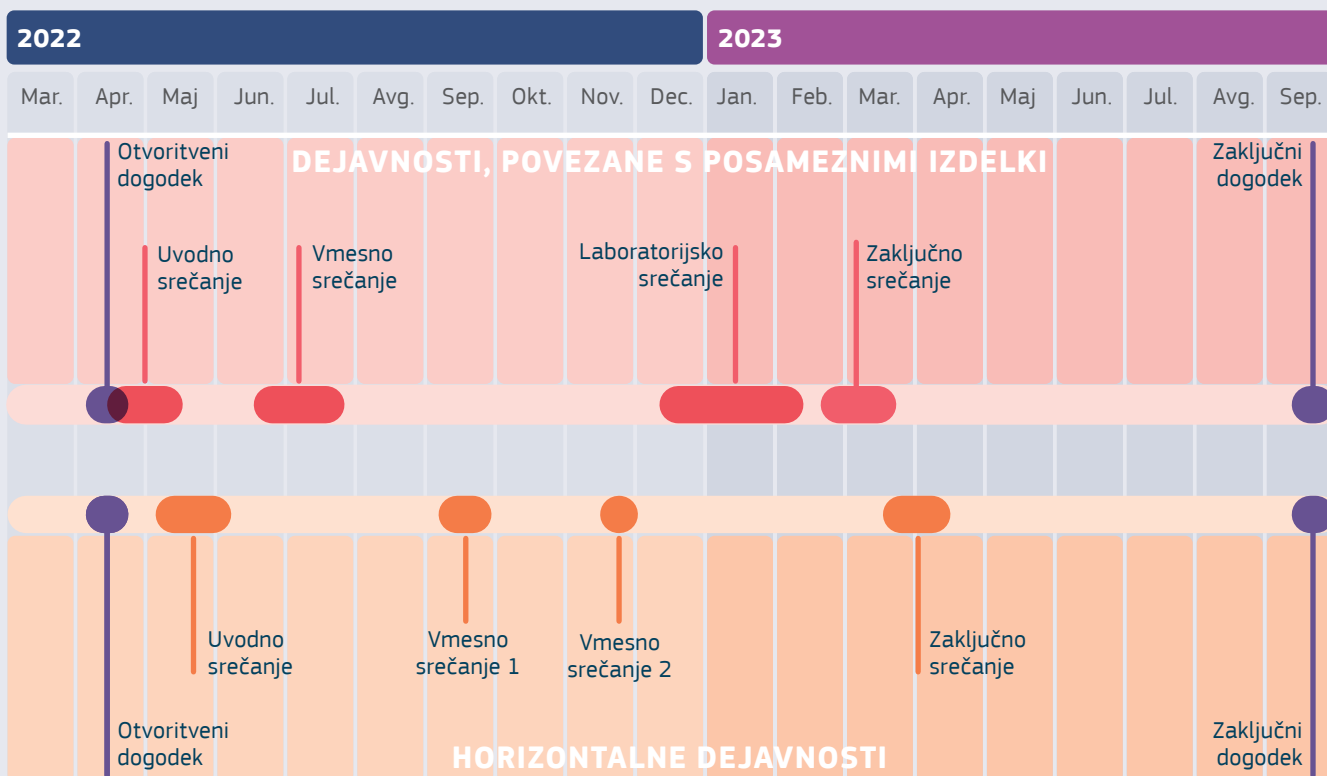 2022
2023
Mar. Apr. Maj Jun. Jul. Avg. Sep. Okt. Nov. Dec. Jan. Feb. Mar. Apr. Maj Jun. Jul. Avg. Sep.
DEJAVNOSTI, POVEZANE S POSAMEZNIMI IZDELKI
Otvoritveni
dogodek
Zaključni
dogodek
Uvodno
srečanje
Vmesno
srečanje
Laboratorijsko
srečanje
Zaključno
srečanje
Uvodno
srečanje
Vmesno
srečanje 1
Vmesno
srečanje 2
Zaključno
srečanje
Otvoritveni
dogodek
Zaključni
dogodek
HORIZONTALNE DEJAVNOSTI